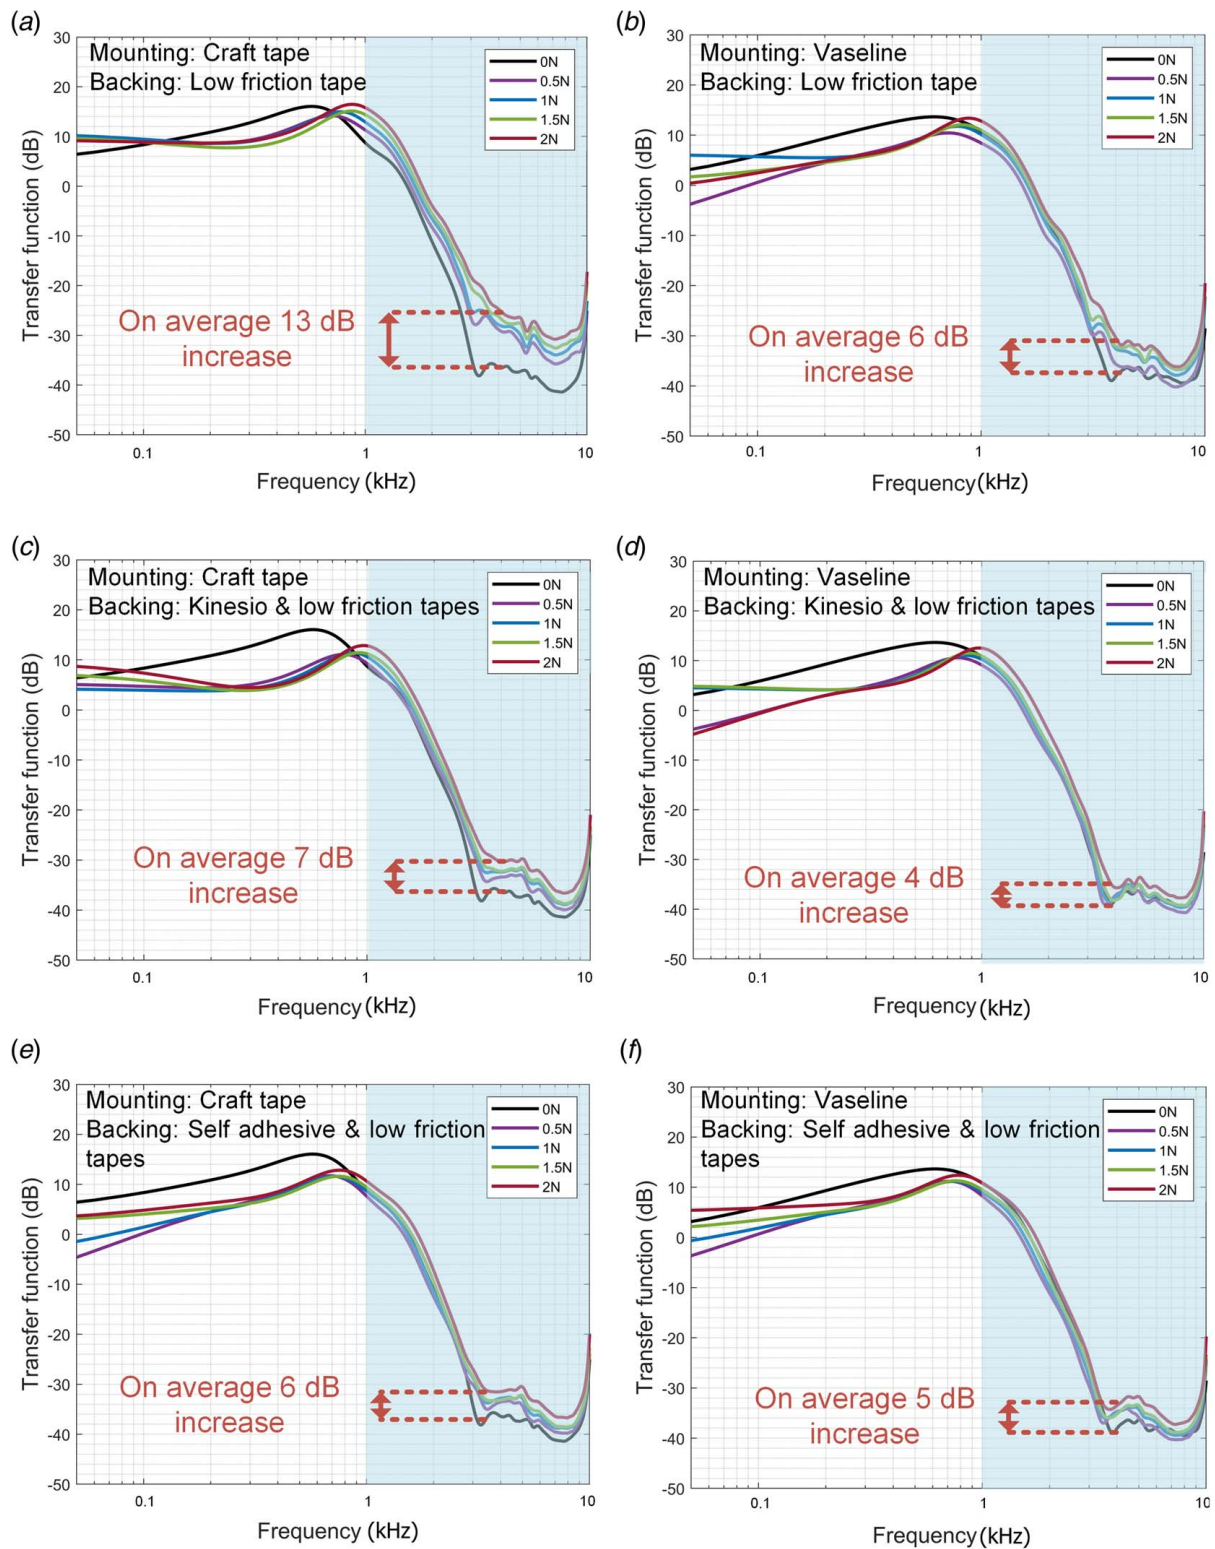 (a)
Mounting: Craft tape
Backing: Low friction tape
0N
0.5N
1N
1.5N
2N
30
20
10
0
-10
-20
-30
-40
-50
Transfer function (dB)
On average 13 dB
increase
0.1
1
10
Frequency (kHz)
(b)
Mounting: Vaseline
Backing: Low friction tape
0N
0.5N
1N
1.5N
2N
30
20
10
0
-10
-20
-30
-40
-50
Transfer function (dB)
On average 6 dB
increase
0.1
1
10
Frequency (kHz)
(c)
Mounting: Craft tape
Backing: Kinesio & low friction tapes
0N
0.5N
1N
1.5N
2N
30
20
10
0
-10
-20
-30
-40
-50
Transfer function (dB)
On average 7 dB
increase
0.1
1
10
Frequency (kHz)
(d)
Mounting: Vaseline
Backing: Kinesio & low friction tapes
0N
0.5N
1N
1.5N
2N
30
20
10
0
-10
-20
-30
-40
-50
Transfer function (dB)
On average 4 dB
increase
0.1
1
10
Frequency (kHz)
(e)
Mounting: Craft tape
Backing: Self adhesive & low friction
tapes
0N
0.5N
1N
1.5N
2N
30
20
10
0
-10
-20
-30
-40
-50
Transfer function (dB)
On average 6 dB
increase
0.1
1
10
Frequency (kHz)
(f)
Mounting: Vaseline
Backing: Self adhesive & low friction
tapes
0N
0.5N
1N
1.5N
2N
30
20
10
0
-10
-20
-30
-40
-50
Transfer function (dB)
On average 5 dB
increase
0.1
1
10
Frequency (kHz)